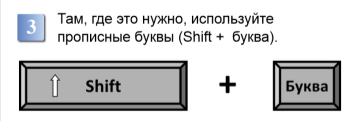 3
Там, где это нужно, используйте
прописные буквы (Shift + буква).
⇧ Shift + Буква